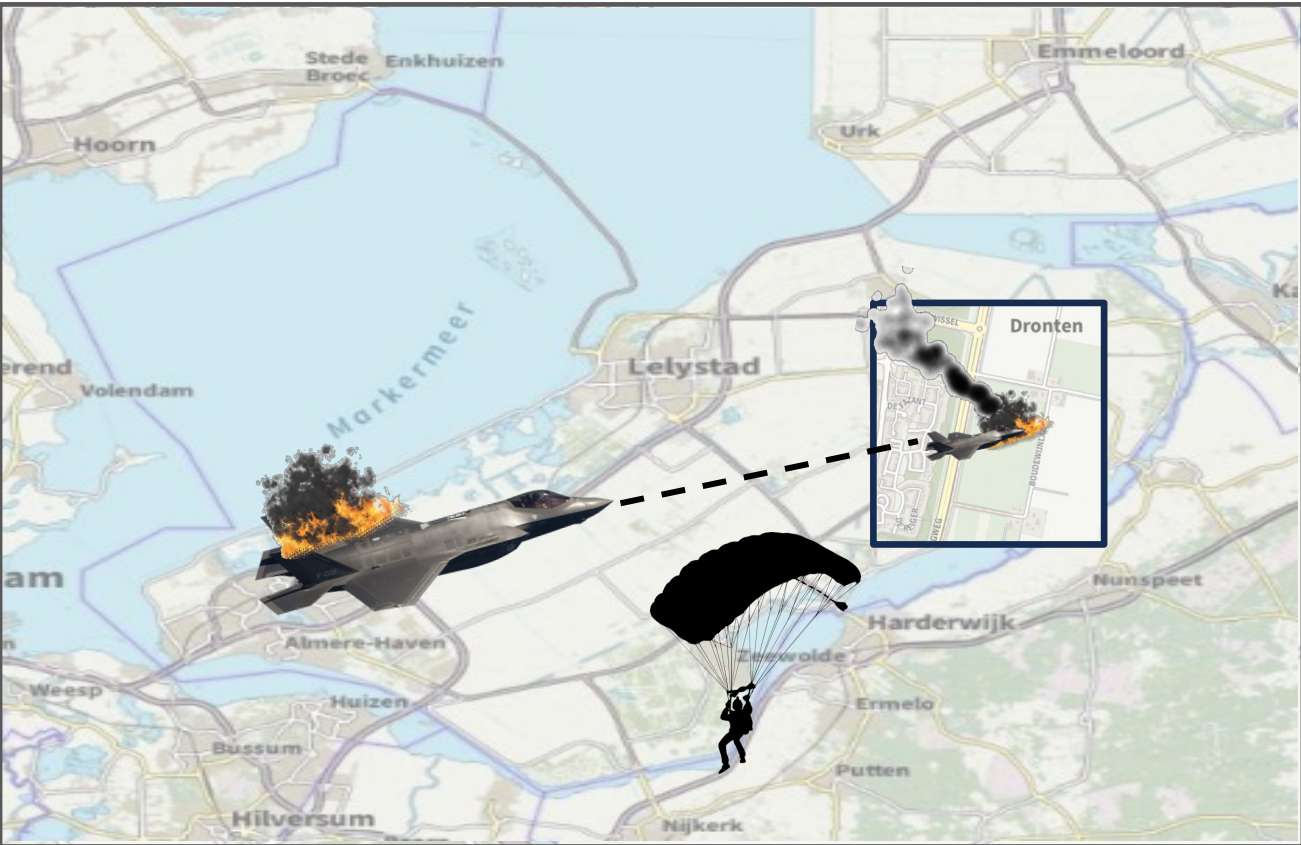 Stede
Broec
Enkhuizen
Emmeloord
Hoorn
Urk
Markermeer
Lelystad
Dronten
Volendam
erend
am
Almere-Haven
Nunspeet
Harderwijk
Zeewolde
Weesp
Huizen
Ermelo
Bussum
Putten
Hilversum
Nijkerk